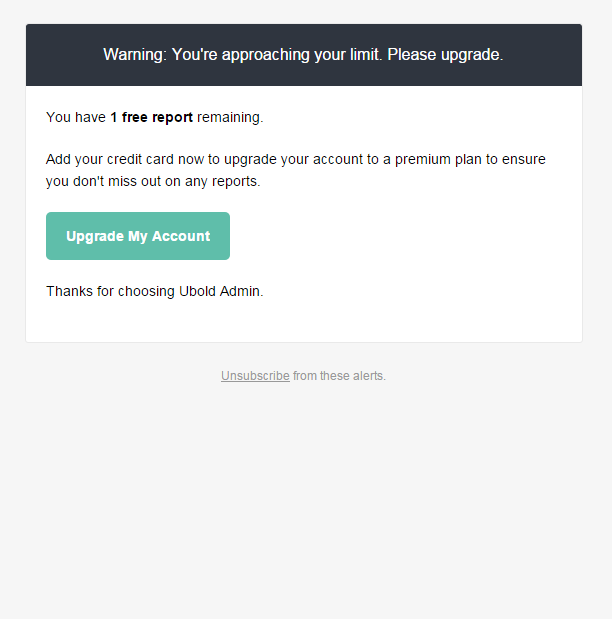 Warning: You're approaching your limit. Please upgrade.
You have 1 free report remaining.
Add your credit card now to upgrade your account to a premium plan to ensure
you don't miss out on any reports.
Upgrade My Account
Thanks for choosing Ubold Admin.
Unsubscribe from these alerts.